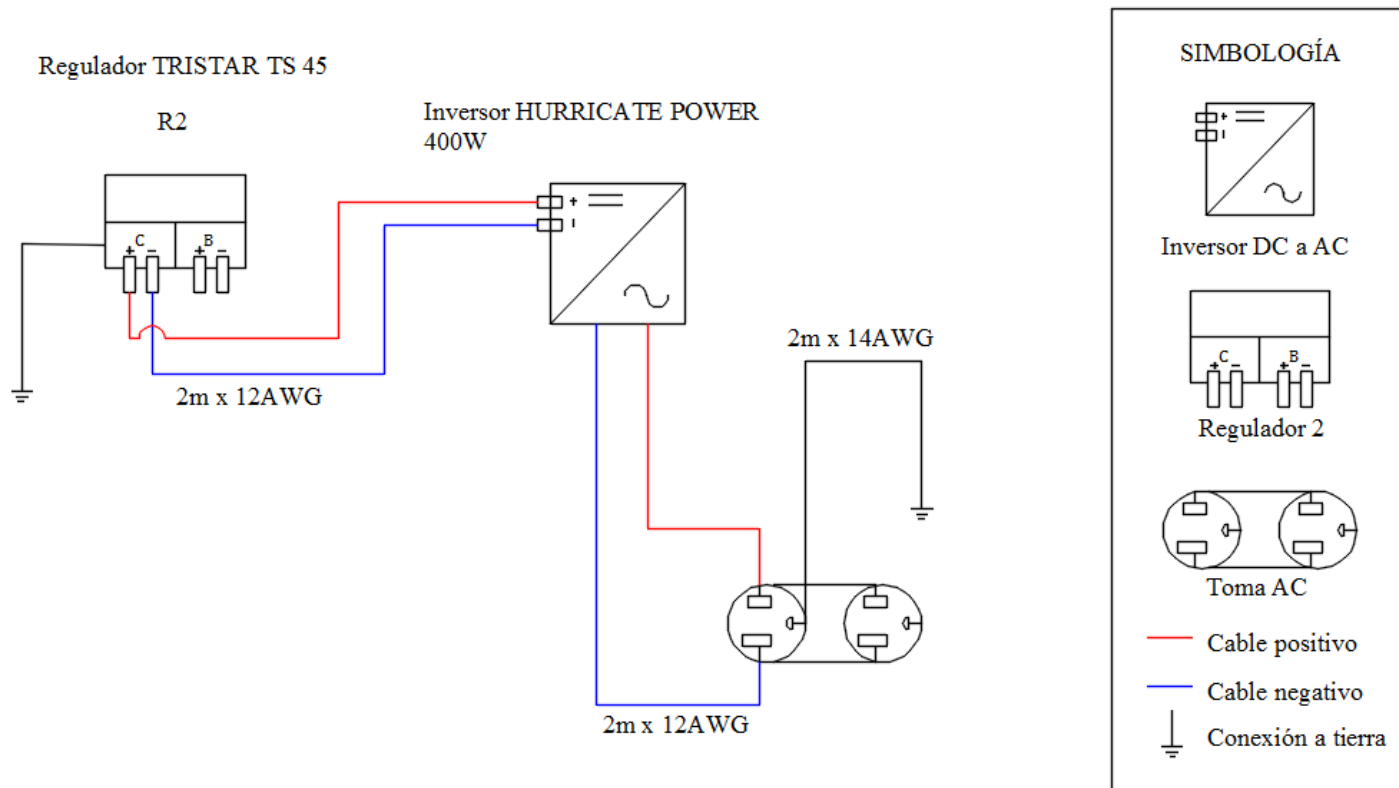 Regulador TRISTAR TS 45
R2
Inversor HURRICATE POWER
400W
+ C -
+ B -
+
-
2m x 12AWG
2m x 14AWG
2m x 12AWG
SIMBOLOGÍA
+
-
Inversor DC a AC
+ C -
+ B -
Regulador 2
Toma AC
Cable positivo
Cable negativo
Conexión a tierra